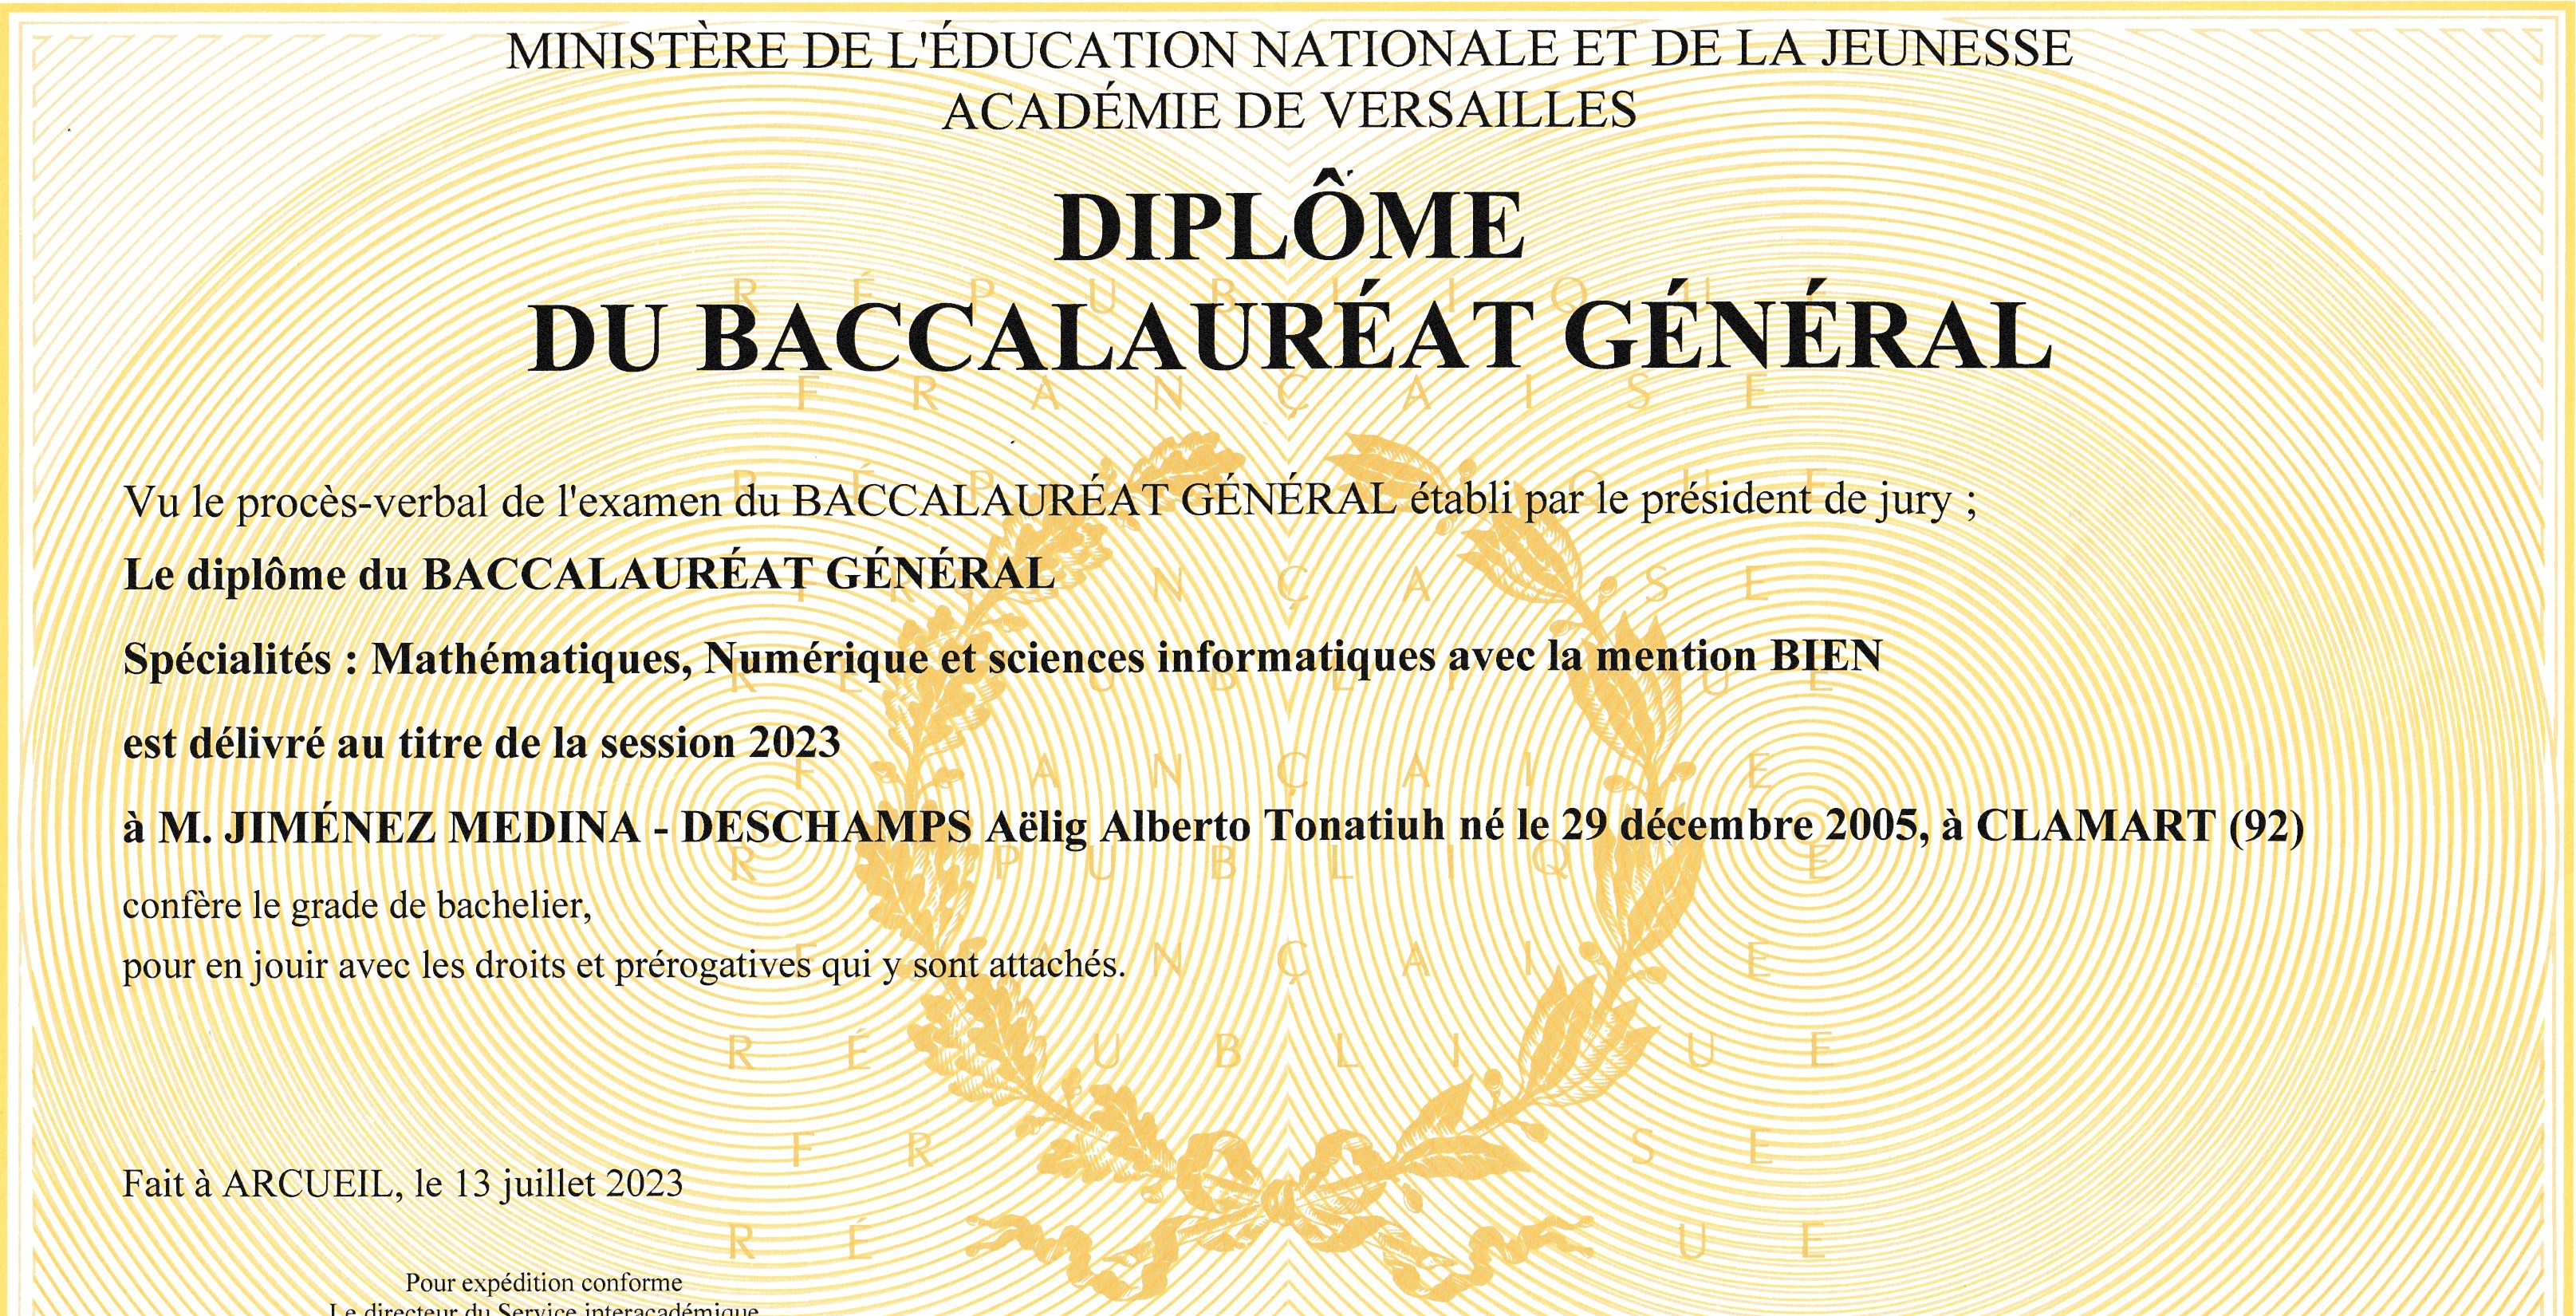 MINISTÈRE DE L'ÉDUCATION NATIONALE ET DE LA JEUNESSE
ACADÉMIE DE VERSAILLES
DIPLÔME
DU BACCALAURÉAT GÉNÉRAL
RÉPUBLIQUE
FRANÇAISE
Vu le procès-verbal de l'examen du BACCALAURÉAT GÉNÉRAL établi par le président de jury ;
Le diplôme du BACCALAURÉAT GÉNÉRAL
Spécialités : Mathématiques, Numérique et sciences informatiques avec la mention BIEN
est délivré au titre de la session 2023
à M. JIMÉNEZ MEDINA - DESCHAMPS Aëlig Alberto Tonatiuh né le 29 décembre 2005, à CLAMART (92)
confère le grade de bachelier,
pour en jouir avec les droits et prérogatives qui y sont attachés.
Fait à ARCUEIL, le 13 juillet 2023
Pour expédition conforme
Le directeur du Service interacadémique